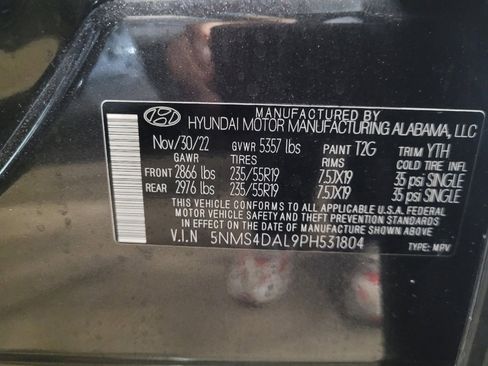 MANUFACTURED BY
HYUNDAI MOTOR MANUFACTURING ALABAMA, LLC
Nov/30/22 GVWR 5357 lbs PAINT T2G TRIM YTH
GAWR TIRES RIMS COLD TIRE INFL
FRONT 2866 lbs 235/55R19 7.5JX19 35 psi SINGLE
REAR 2976 lbs 235/55R19 7.5JX19 35 psi SINGLE
THIS VEHICLE CONFORMS TO ALL APPLICABLE U.S.A. FEDERAL
MOTOR VEHICLE SAFETY AND THEFT PREVENTION STANDARDS
IN EFFECT ON THE DATE OF MANUFACTURE SHOWN ABOVE.
V.I.N 5NMS4DAL9PH531804 TYPE: MPV